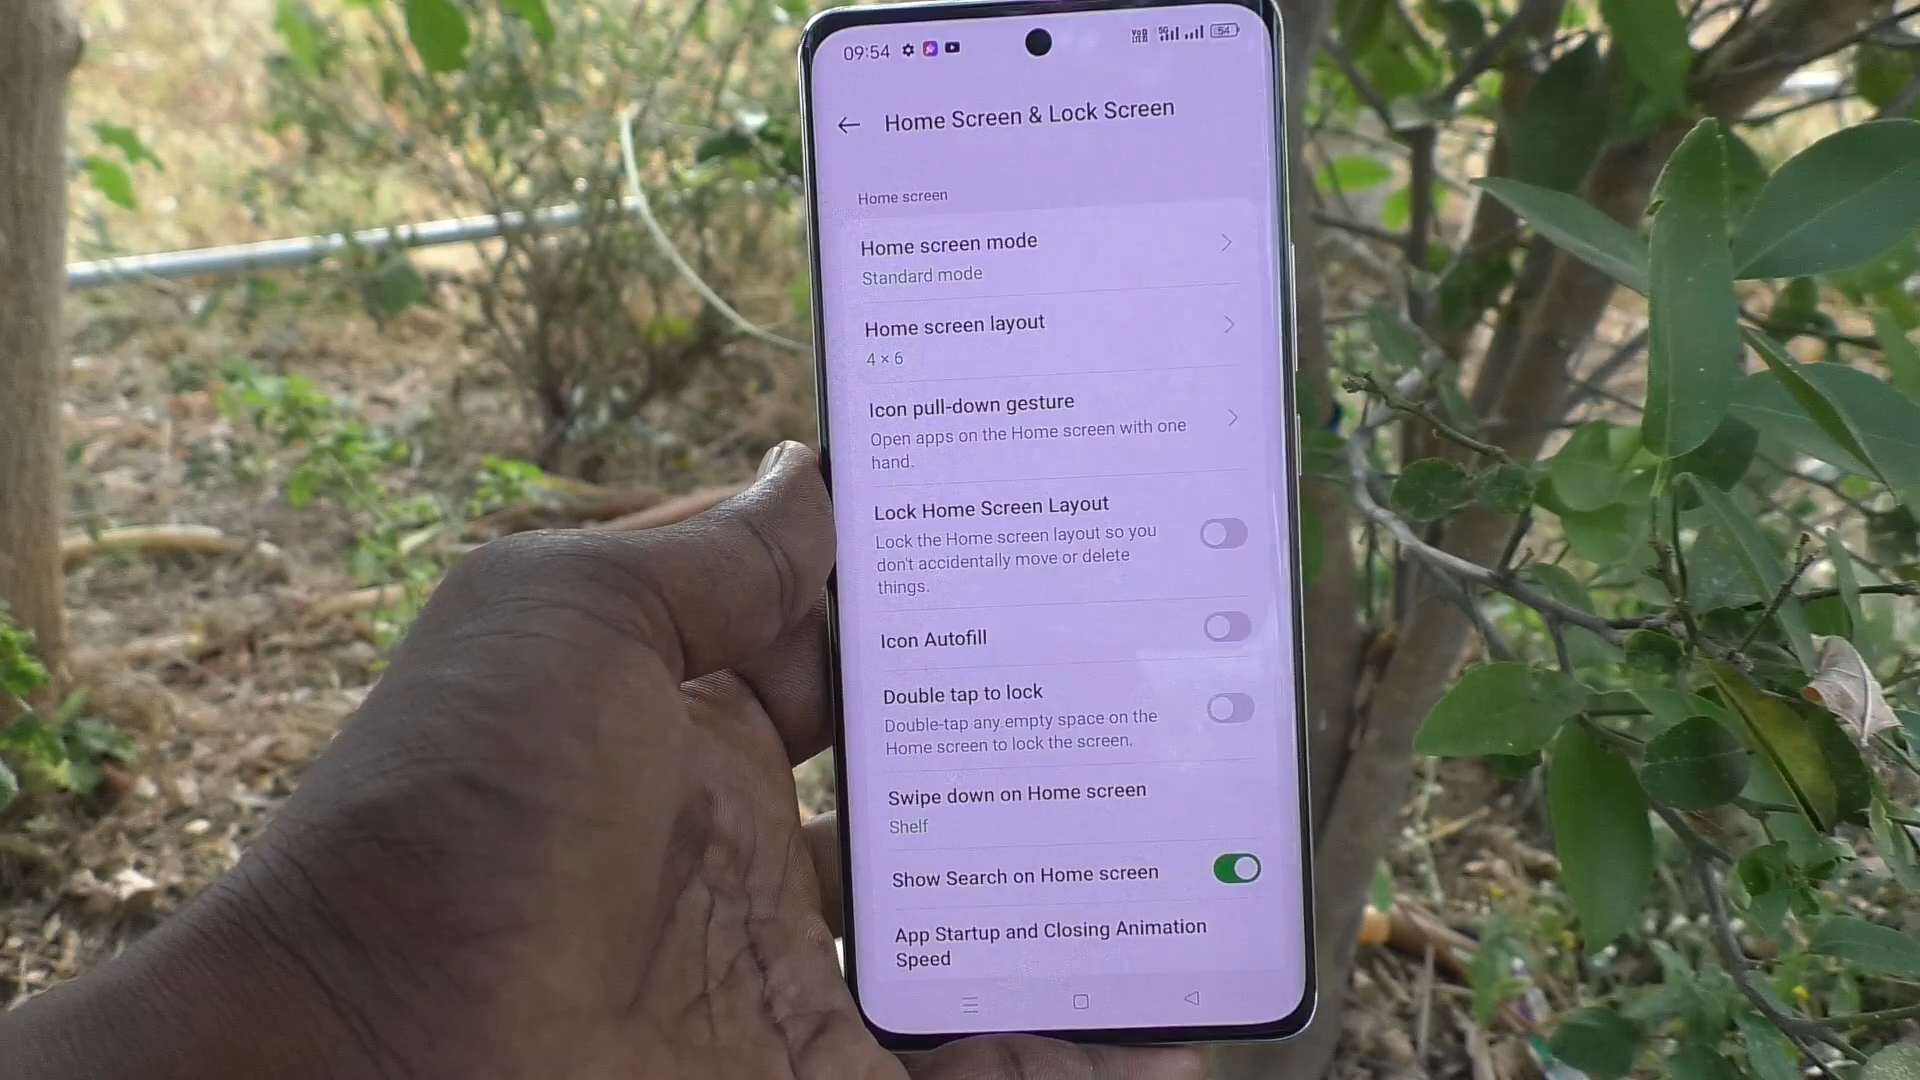 09:54
Vo
5G
54
Home Screen & Lock Screen
Home screen
Home screen mode
Standard mode
Home screen layout
4 × 6
Icon pull-down gesture
Open apps on the Home screen with one
hand.
Lock Home Screen Layout
Lock the Home screen layout so you
don't accidentally move or delete
things.
Icon Autofill
Double tap to lock
Double-tap any empty space on the
Home screen to lock the screen.
Swipe down on Home screen
Shelf
Show Search on Home screen
App Startup and Closing Animation
Speed